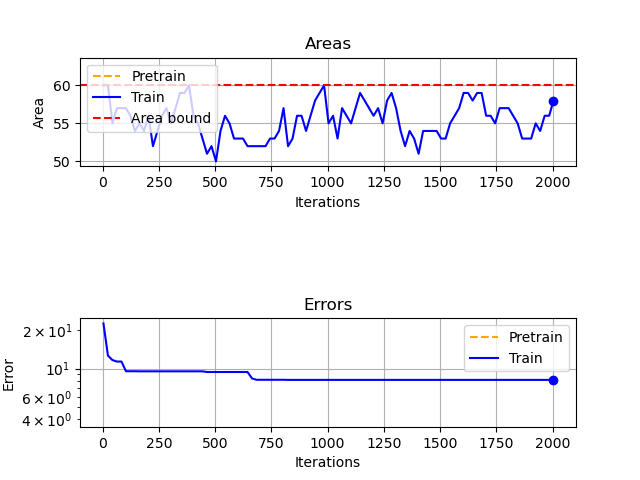 Areas
Pretrain
Train
Area bound
60
55
50
Area
0 250 500 750 1000 1250 1500 1750 2000
Iterations
Errors
Pretrain
Train
2 × 10¹
10¹
6 × 10⁰
4 × 10⁰
Error
0 250 500 750 1000 1250 1500 1750 2000
Iterations